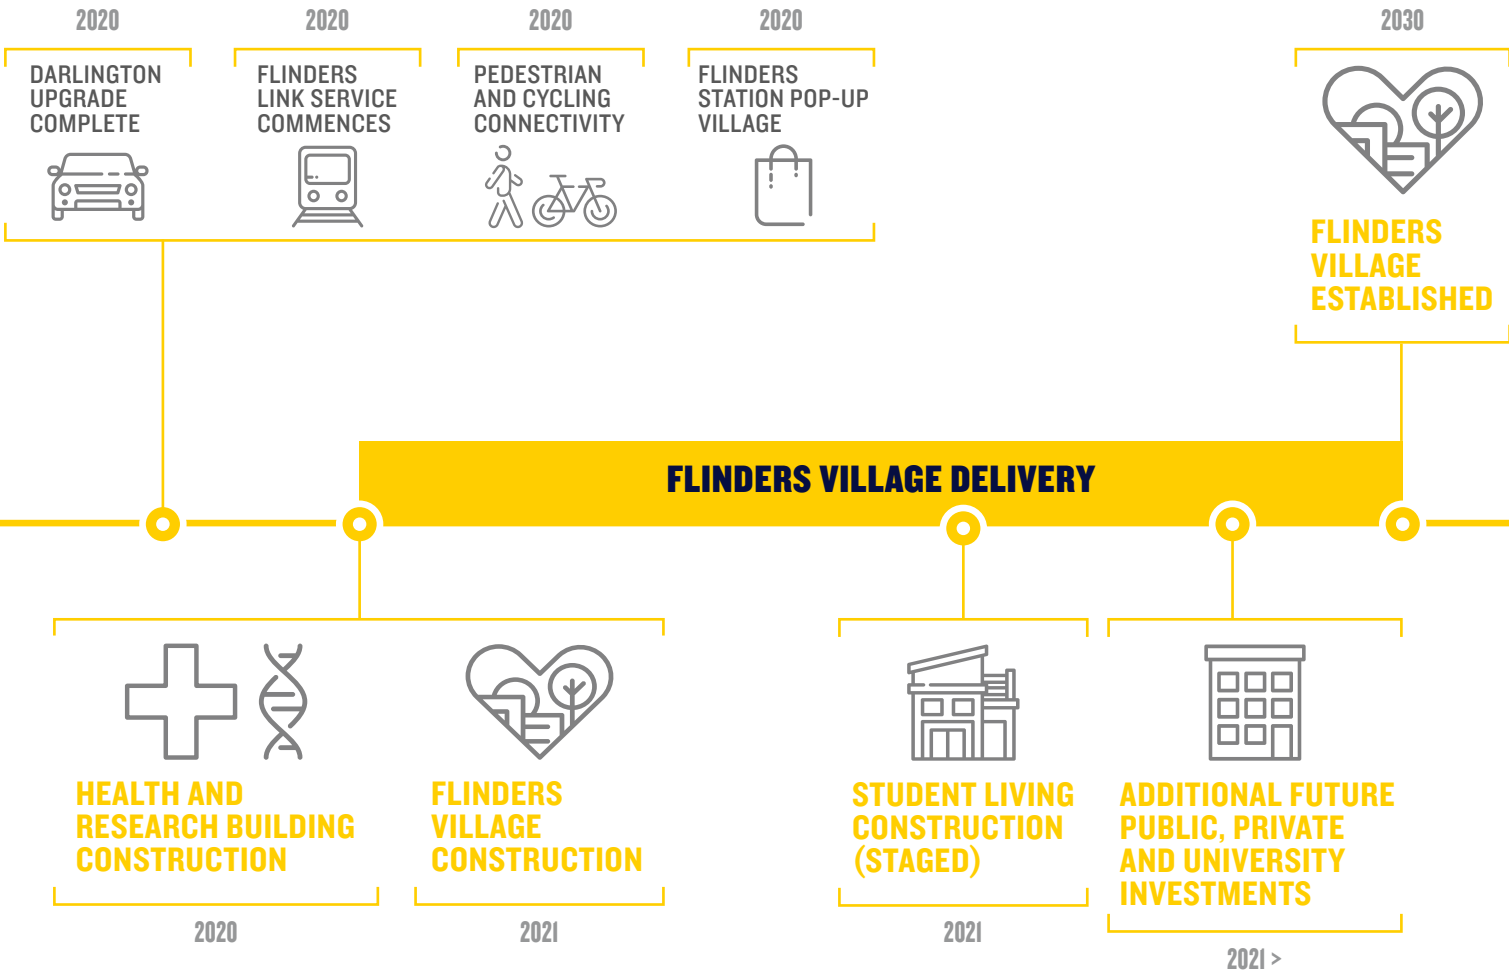 2020
DARLINGTON
UPGRADE
COMPLETE
2020
FLINDERS
LINK SERVICE
COMMENCES
2020
PEDESTRIAN
AND CYCLING
CONNECTIVITY
2020
FLINDERS
STATION POP-UP
VILLAGE
2030
FLINDERS
VILLAGE
ESTABLISHED
FLINDERS VILLAGE DELIVERY
HEALTH AND
RESEARCH BUILDING
CONSTRUCTION
2020
FLINDERS
VILLAGE
CONSTRUCTION
2021
STUDENT LIVING
CONSTRUCTION
(STAGED)
2021
ADDITIONAL FUTURE
PUBLIC, PRIVATE
AND UNIVERSITY
INVESTMENTS
2021 >